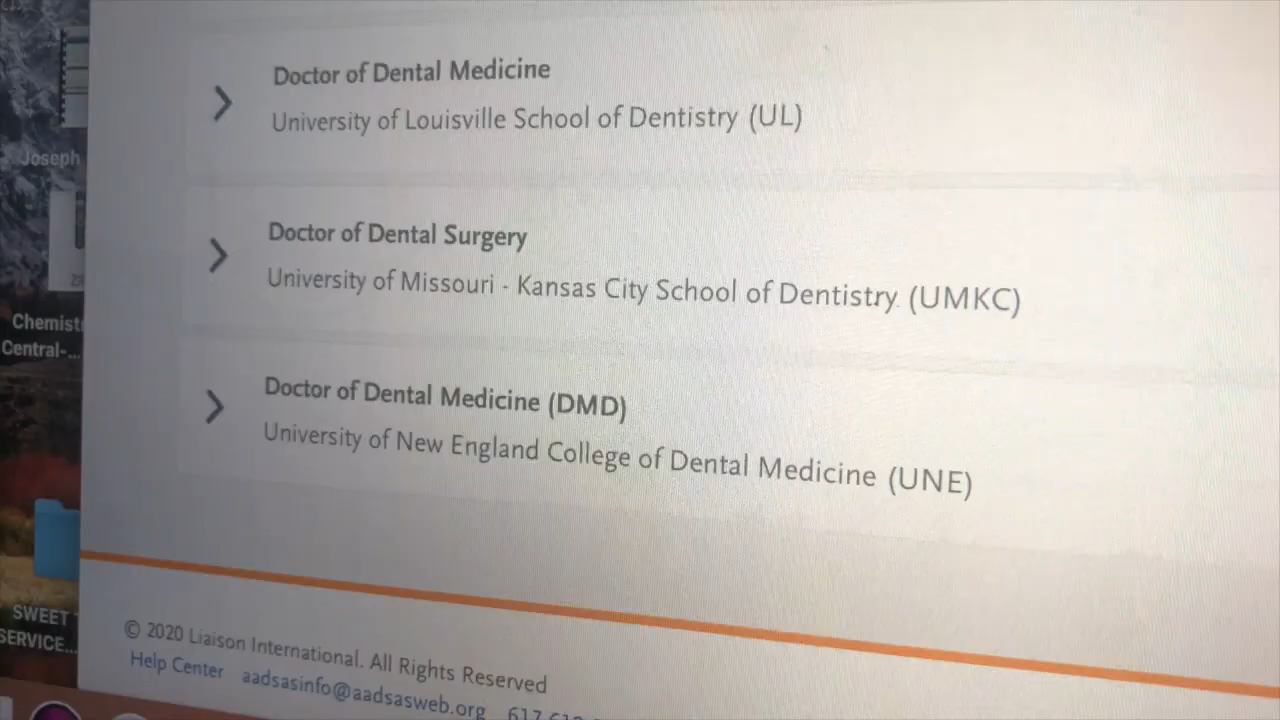 Doctor of Dental Medicine
University of Louisville School of Dentistry (UL)
Joseph
Doctor of Dental Surgery
University of Missouri - Kansas City School of Dentistry (UMKC)
Central-...
Doctor of Dental Medicine (DMD)
University of New England College of Dental Medicine (UNE)
SWEET
SERVICE...
© 2020 Liaison International. All Rights Reserved
Help Center aadsasinfo@aadsasweb.org